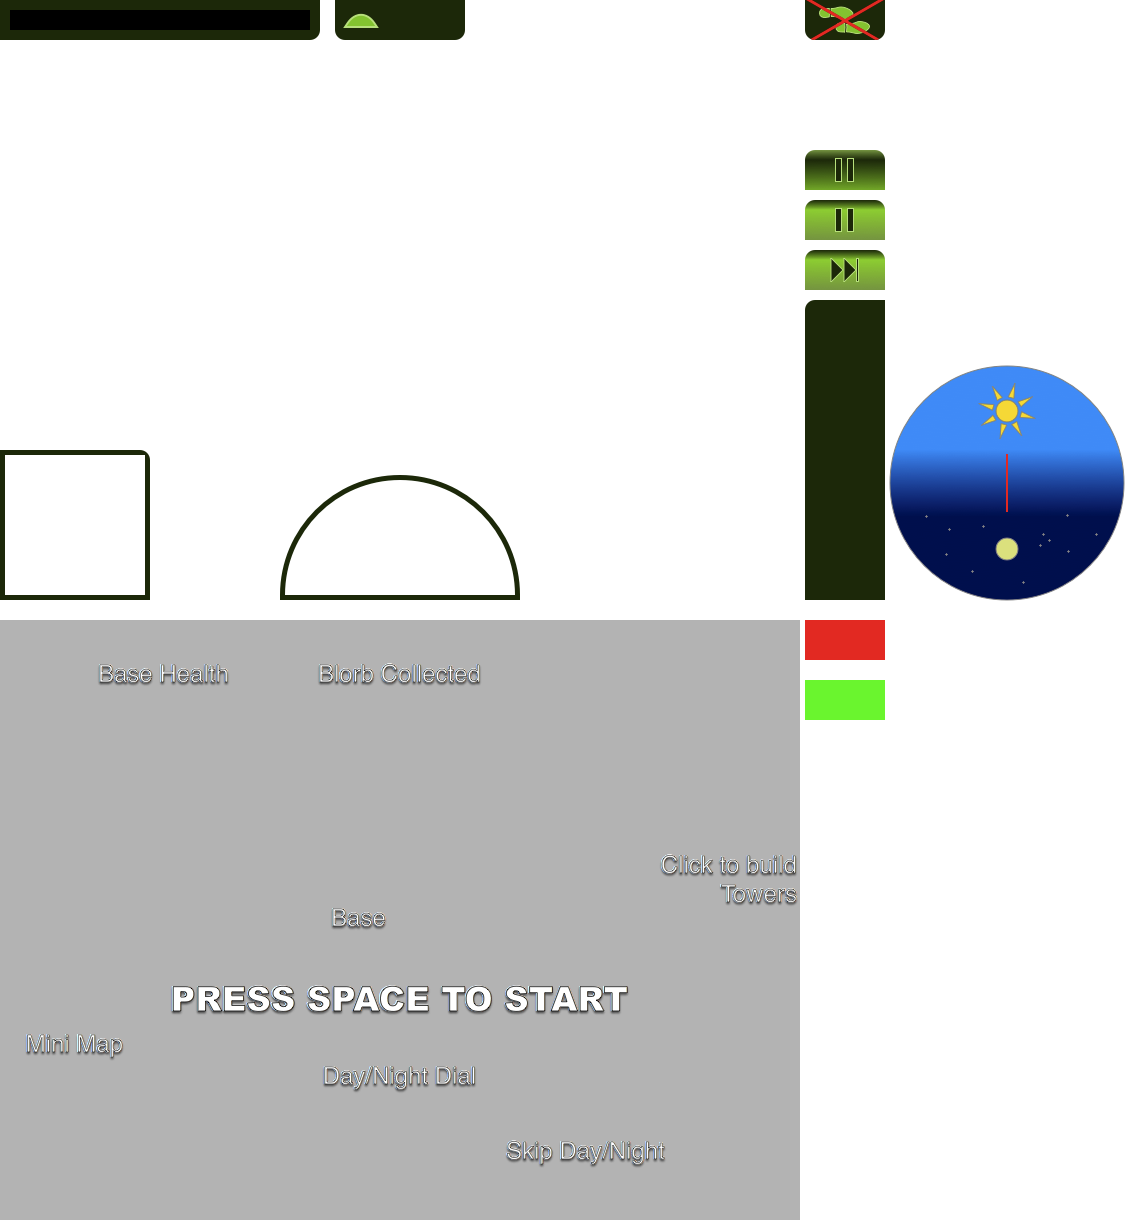 Base Health
Blorb Collected
Click to build
Towers
Base
PRESS SPACE TO START
Mini Map
Day/Night Dial
Skip Day/Night